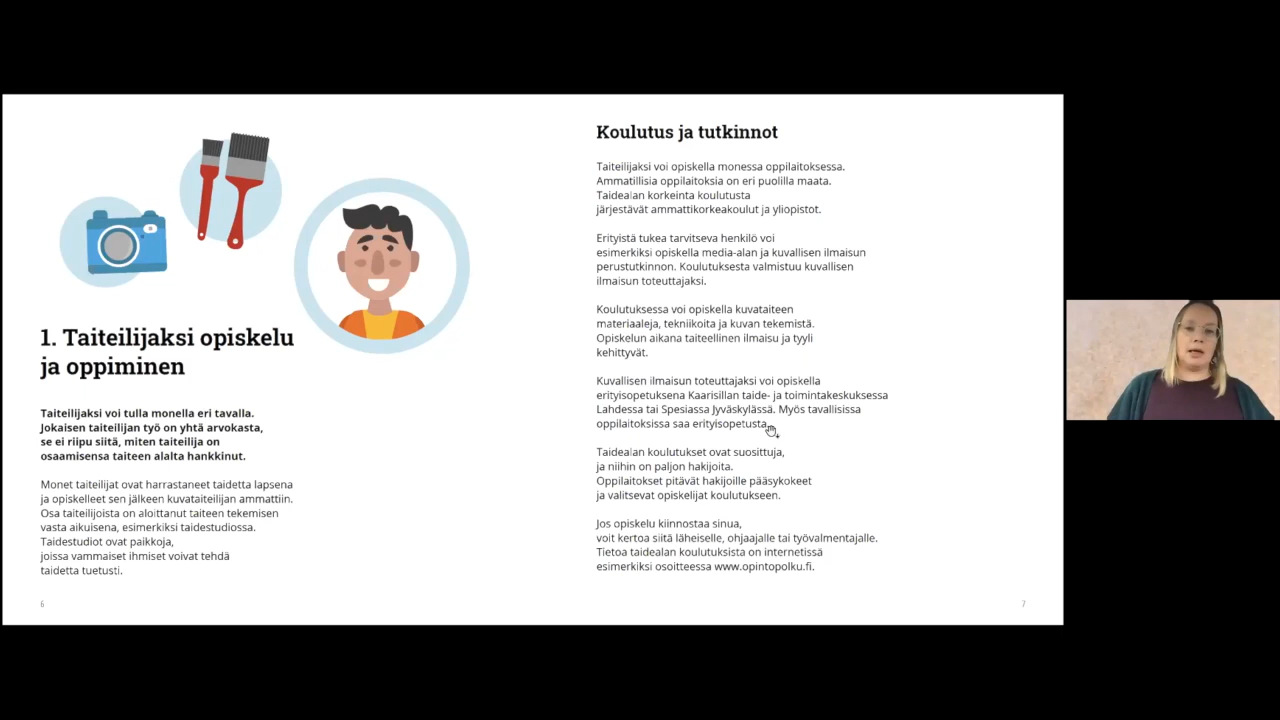 1. Taiteilijaksi opiskelu
ja oppiminen
Taiteilijaksi voi tulla monella eri tavalla.
Jokaisen taiteilijan työ on yhtä arvokasta,
se ei riipu siitä, miten taiteilija on
osaamisensa taiteen alalta hankkinut.
Monet taiteilijat ovat harrastaneet taidetta lapsena
ja opiskelleet sen jälkeen kuvataiteilijan ammattiin.
Osa taiteilijoista on aloittanut taiteen tekemisen
vasta aikuisena, esimerkiksi taidestudiossa.
Taidestudiot ovat paikkoja,
joissa vammaiset ihmiset voivat tehdä
taidetta tuetusti.
6
Koulutus ja tutkinnot
Taiteilijaksi voi opiskella monessa oppilaitoksessa.
Ammatillisia oppilaitoksia on eri puolilla maata.
Taidealan korkeinta koulutusta
järjestävät ammattikorkeakoulut ja yliopistot.
Erityistä tukea tarvitseva henkilö voi
esimerkiksi opiskella media-alan ja kuvallisen ilmaisun
perustutkinnon. Koulutuksesta valmistuu kuvallisen
ilmaisun toteuttajaksi.
Koulutuksessa voi opiskella kuvataiteen
materiaaleja, tekniikoita ja kuvan tekemistä.
Opiskelun aikana taiteellinen ilmaisu ja tyyli
kehittyvät.
Kuvallisen ilmaisun toteuttajaksi voi opiskella
erityisopetuksena Kaarisillan taide- ja toimintakeskuksessa
Lahdessa tai Spesiassa Jyväskylässä. Myös tavallisissa
oppilaitoksissa saa erityisopetusta.
Taidealan koulutukset ovat suosittuja,
ja niihin on paljon hakijoita.
Oppilaitokset pitävät hakijoille pääsykokeet
ja valitsevat opiskelijat koulutukseen.
Jos opiskelu kiinnostaa sinua,
voit kertoa siitä läheiselle, ohjaajalle tai työvalmentajalle.
Tietoa taidealan koulutuksista on internetissä
esimerkiksi osoitteessa www.opintopolku.fi.
7